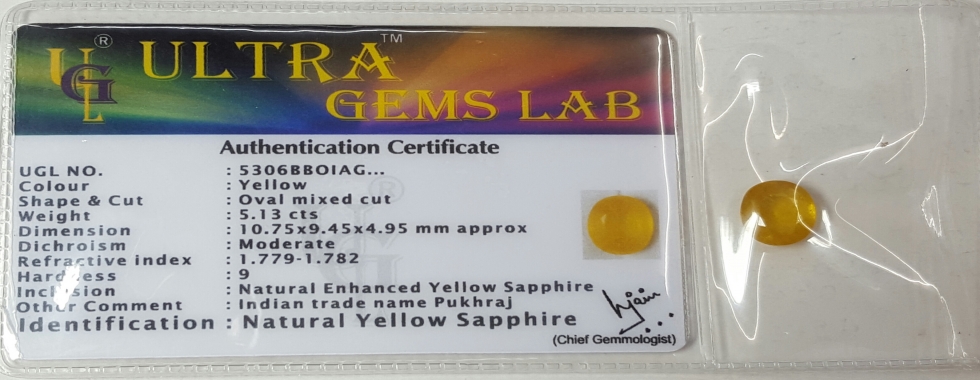 UGL ®
ULTRA™
GEMS LAB
Authentication Certificate
UGL NO. : 5306BBOIAG...
Colour : Yellow
Shape & Cut : Oval mixed cut
Weight : 5.13 cts
Dimension : 10.75x9.45x4.95 mm approx
Dichroism : Moderate
Refractive index : 1.779-1.782
Hardness : 9
Inclusion : Natural Enhanced Yellow Sapphire
Other Comment : Indian trade name Pukhraj
Identification : Natural Yellow Sapphire
(Chief Gemmologist)